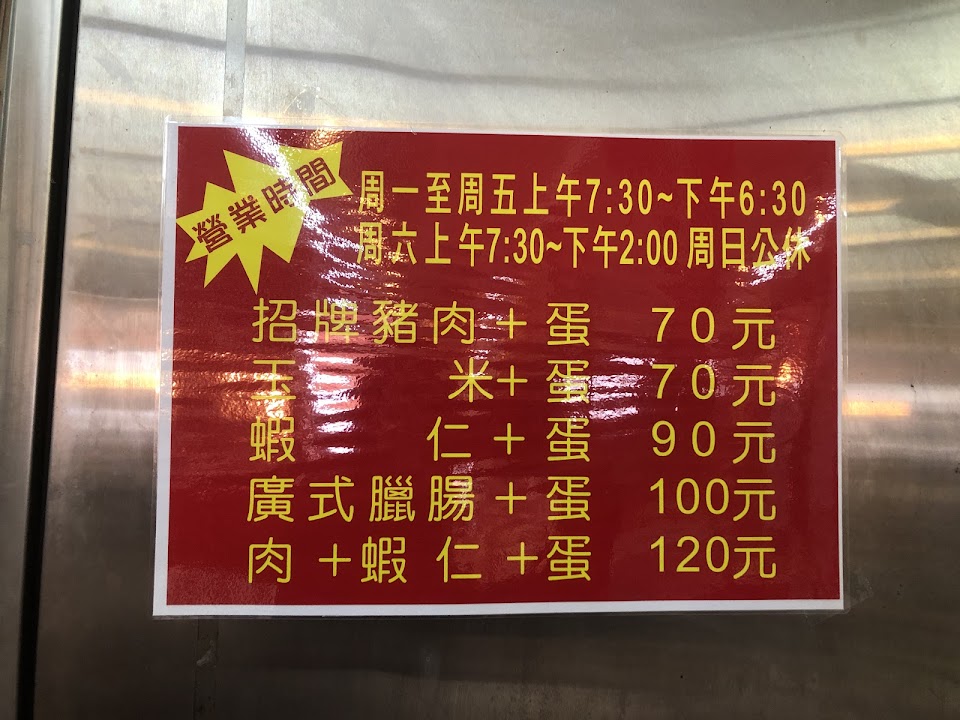 營業時間
周一至周五上午7:30~下午6:30
周六上午7:30~下午2:00 周日公休
招牌豬肉+蛋 70元
玉米+蛋 70元
蝦仁+蛋 90元
廣式臘腸+蛋 100元
肉+蝦仁+蛋 120元